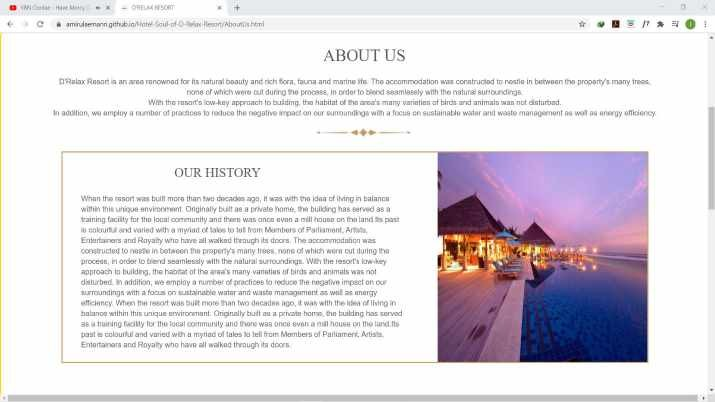 YAN Cookie - Have Mercy
D'RELAX RESORT
amirulaemann.github.io/Hotel-Soul-of-D-Relax-Resort/AboutUs.html
ABOUT US
D'Relax Resort is an area renowned for its natural beauty and rich flora, fauna and marine life. The accommodation was constructed to nestle in between the property's many trees,
none of which were cut during the process, in order to blend seamlessly with the natural surroundings.
With the resort's low-key approach to building, the habitat of the area's many varieties of birds and animals was not disturbed.
In addition, we employ a number of practices to reduce the negative impact on our surroundings with a focus on sustainable water and waste management as well as energy efficiency.
OUR HISTORY
When the resort was built more than two decades ago, it was with the idea of living in balance
within this unique environment. Originally built as a private home, the building has served as a
training facility for the local community and there was once even a mill house on the land.Its past
is colourful and varied with a myriad of tales to tell from Members of Parliament, Artists,
Entertainers and Royalty who have all walked through its doors. The accommodation was
constructed to nestle in between the property's many trees, none of which were cut during the
process, in order to blend seamlessly with the natural surroundings. With the resort's low-key
approach to building, the habitat of the area's many varieties of birds and animals was not
disturbed. In addition, we employ a number of practices to reduce the negative impact on our
surroundings with a focus on sustainable water and waste management as well as energy
efficiency. When the resort was built more than two decades ago, it was with the idea of living in
balance within this unique environment. Originally built as a private home, the building has served
as a training facility for the local community and there was once even a mill house on the land.Its
past is colourful and varied with a myriad of tales to tell from Members of Parliament, Artists,
Entertainers and Royalty who have all walked through its doors.